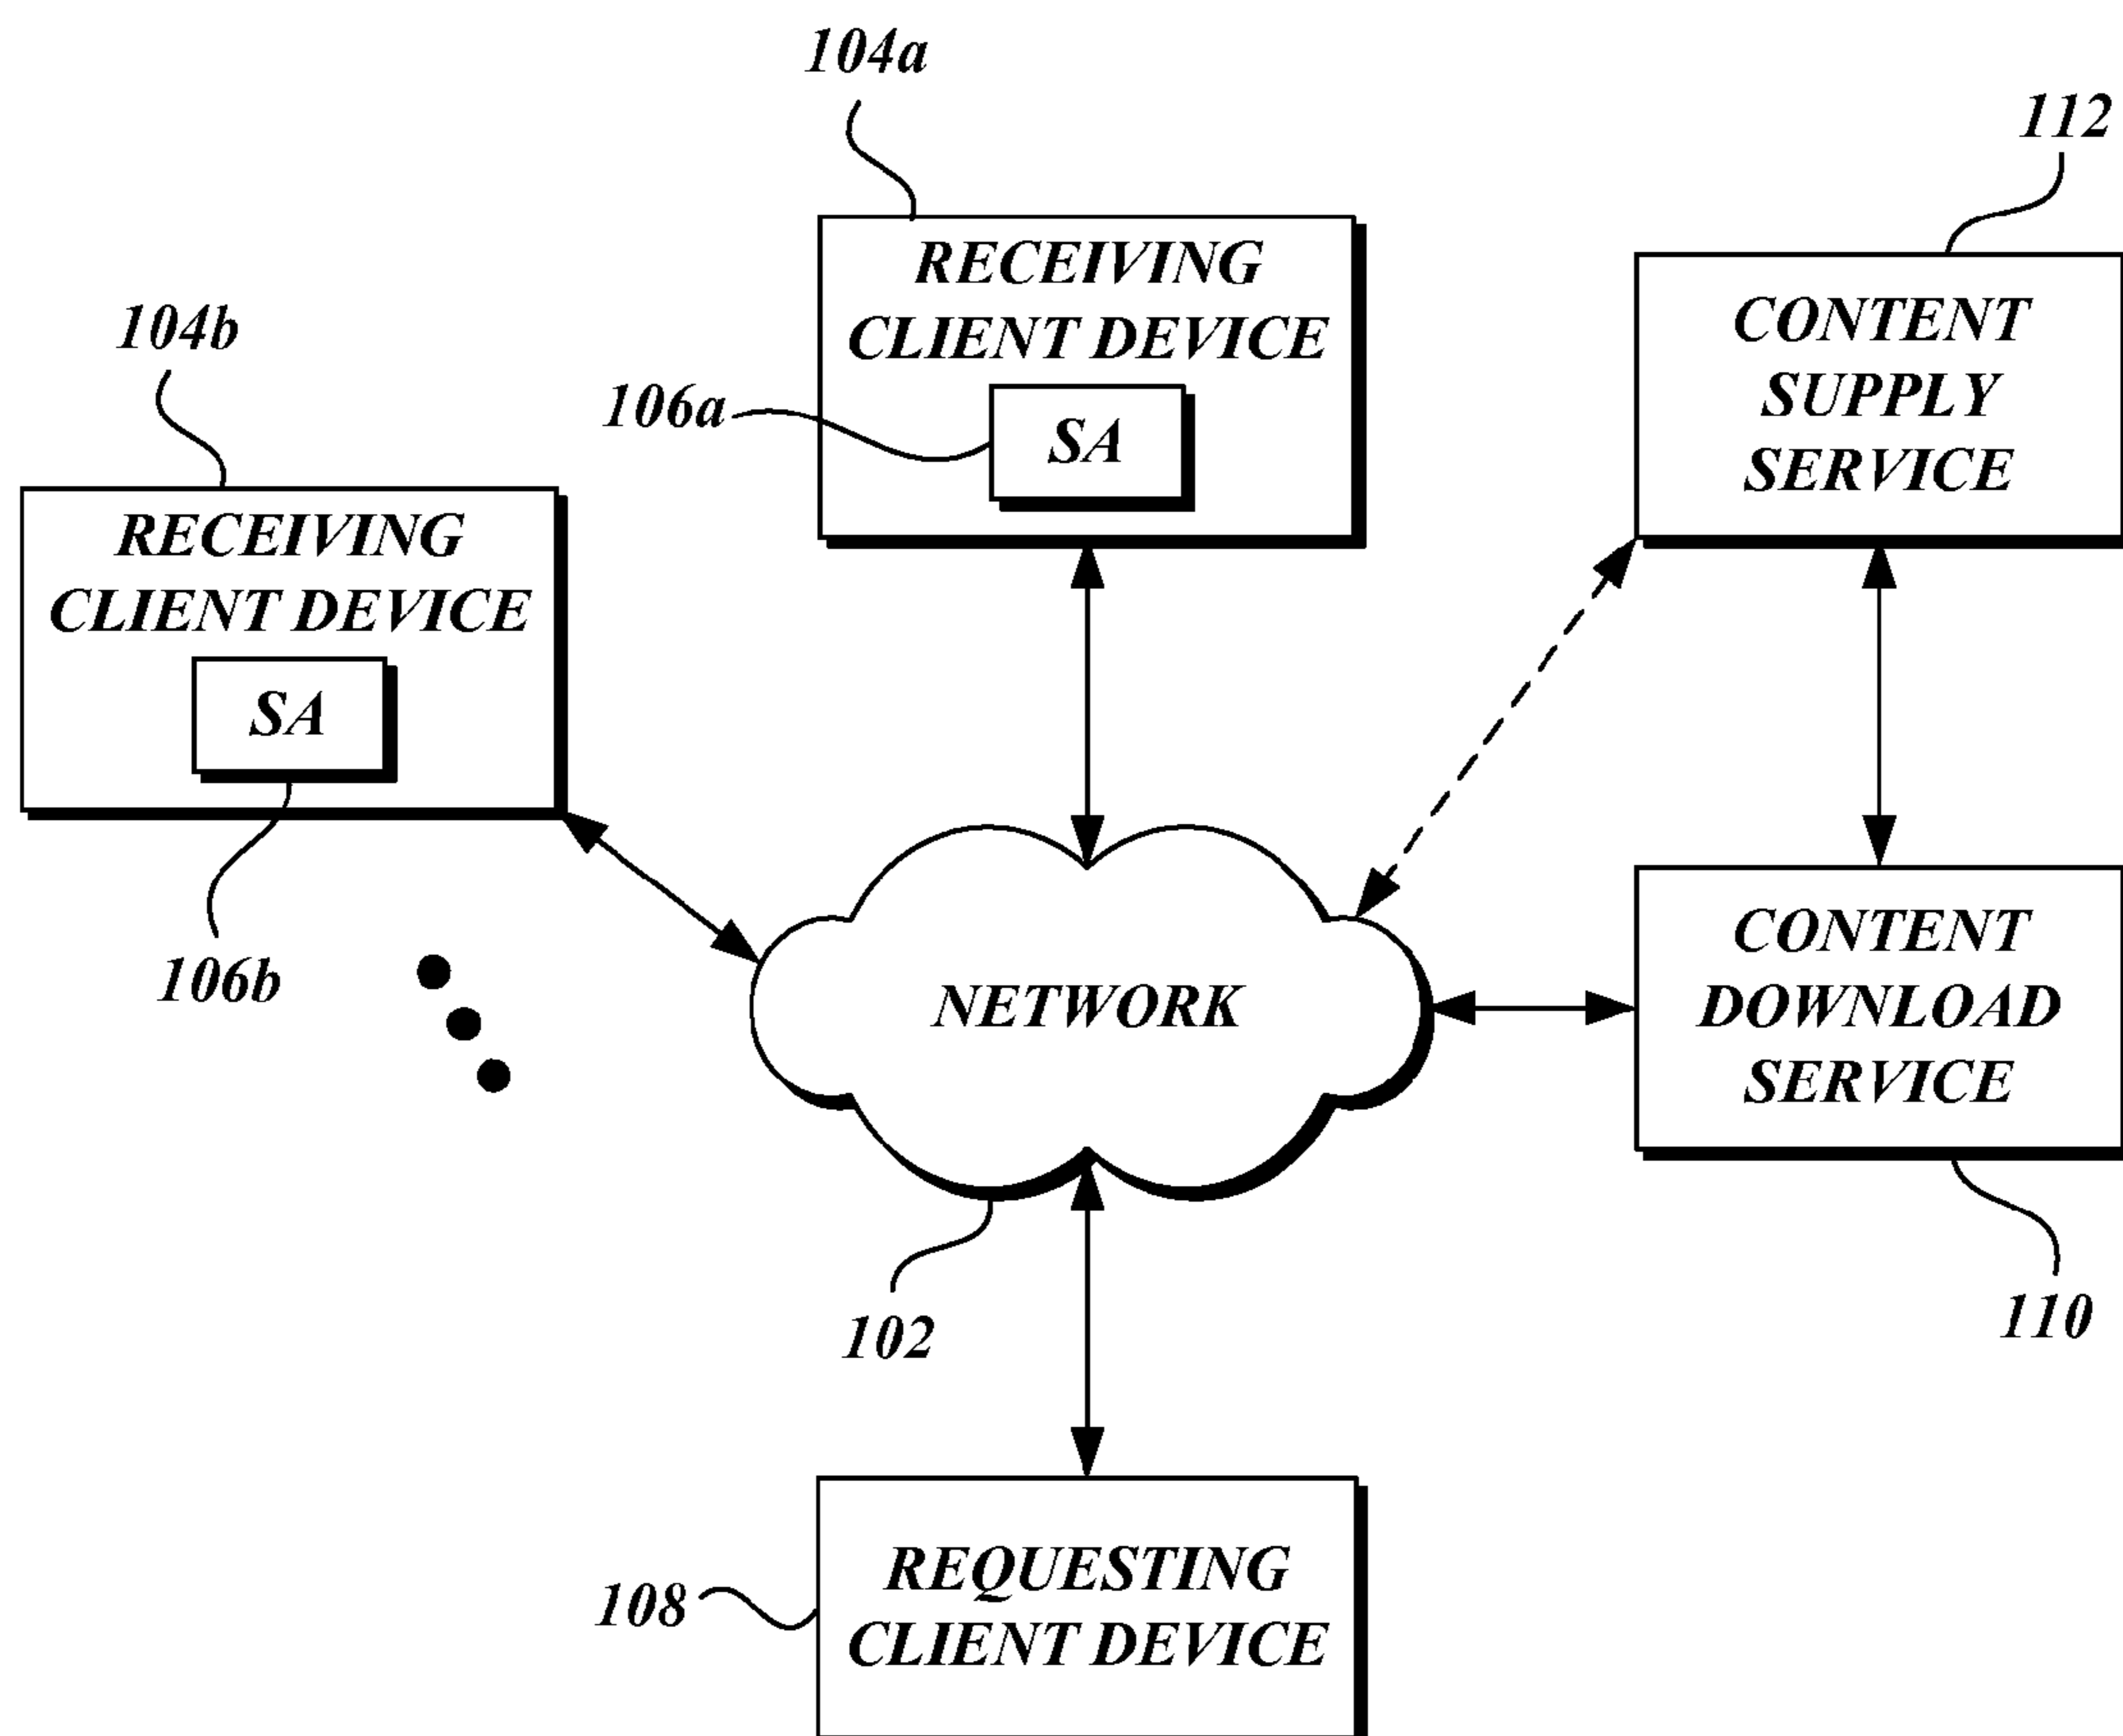 104a
112
RECEIVING
CLIENT DEVICE
106a
SA
CONTENT
SUPPLY
SERVICE
104b
RECEIVING
CLIENT DEVICE
SA
106b
NETWORK
102
CONTENT
DOWNLOAD
SERVICE
110
108
REQUESTING
CLIENT DEVICE